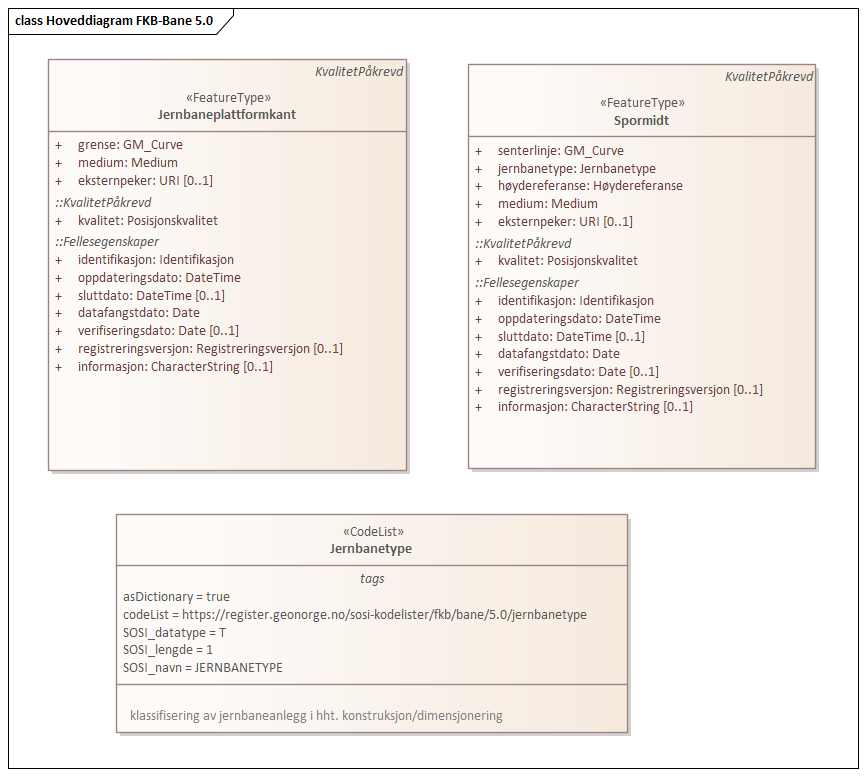 class Hoveddiagram FKB-Bane 5.0
KvalitetPåkrevd
«FeatureType»
Jernbaneplattformkant
+ grense: GM_Curve
+ medium: Medium
+ eksternpeker: URI [0..1]
::KvalitetPåkrevd
+ kvalitet: Posisjonskvalitet
::Fellesegenskaper
+ identifikasjon: Identifikasjon
+ oppdateringsdato: DateTime
+ sluttdato: DateTime [0..1]
+ datafangstdato: Date
+ verifiseringsdato: Date [0..1]
+ registreringsversjon: Registreringsversjon [0..1]
+ informasjon: CharacterString [0..1]
KvalitetPåkrevd
«FeatureType»
Spormidt
+ senterlinje: GM_Curve
+ jernbanetype: Jernbanetype
+ høydereferanse: Høydereferanse
+ medium: Medium
+ eksternpeker: URI [0..1]
::KvalitetPåkrevd
+ kvalitet: Posisjonskvalitet
::Fellesegenskaper
+ identifikasjon: Identifikasjon
+ oppdateringsdato: DateTime
+ sluttdato: DateTime [0..1]
+ datafangstdato: Date
+ verifiseringsdato: Date [0..1]
+ registreringsversjon: Registreringsversjon [0..1]
+ informasjon: CharacterString [0..1]
«CodeList»
Jernbanetype
tags
asDictionary = true
codeList = https://register.geonorge.no/sosi-kodelister/fkb/bane/5.0/jernbanetype
SOSI_datatype = T
SOSI_lengde = 1
SOSI_navn = JERNBANETYPE
klassifisering av jernbaneanlegg i hht. konstruksjon/dimensjonering